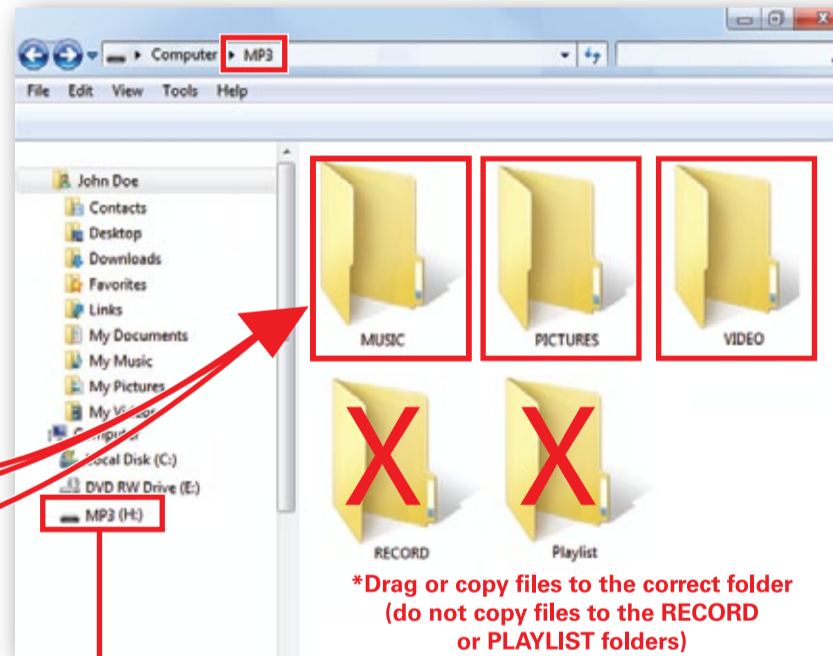 Computer ▸ MP3
File Edit View Tools Help
John Doe
Contacts
Desktop
Downloads
Favorites
Links
My Documents
My Music
My Pictures
My
Computer
Local Disk (C:)
DVD RW Drive (E:)
MP3 (H:)
MUSIC PICTURES VIDEO
X X
RECORD Playlist
*Drag or copy files to the correct folder
(do not copy files to the RECORD
or PLAYLIST folders)